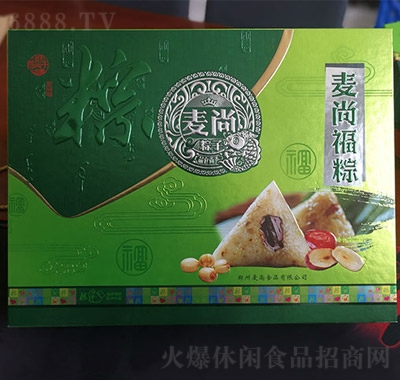 8888.TV
粽
麦尚
粽子
麦尚福粽
福
福
郑州麦尚食品有限公司
火爆休闲食品招商网